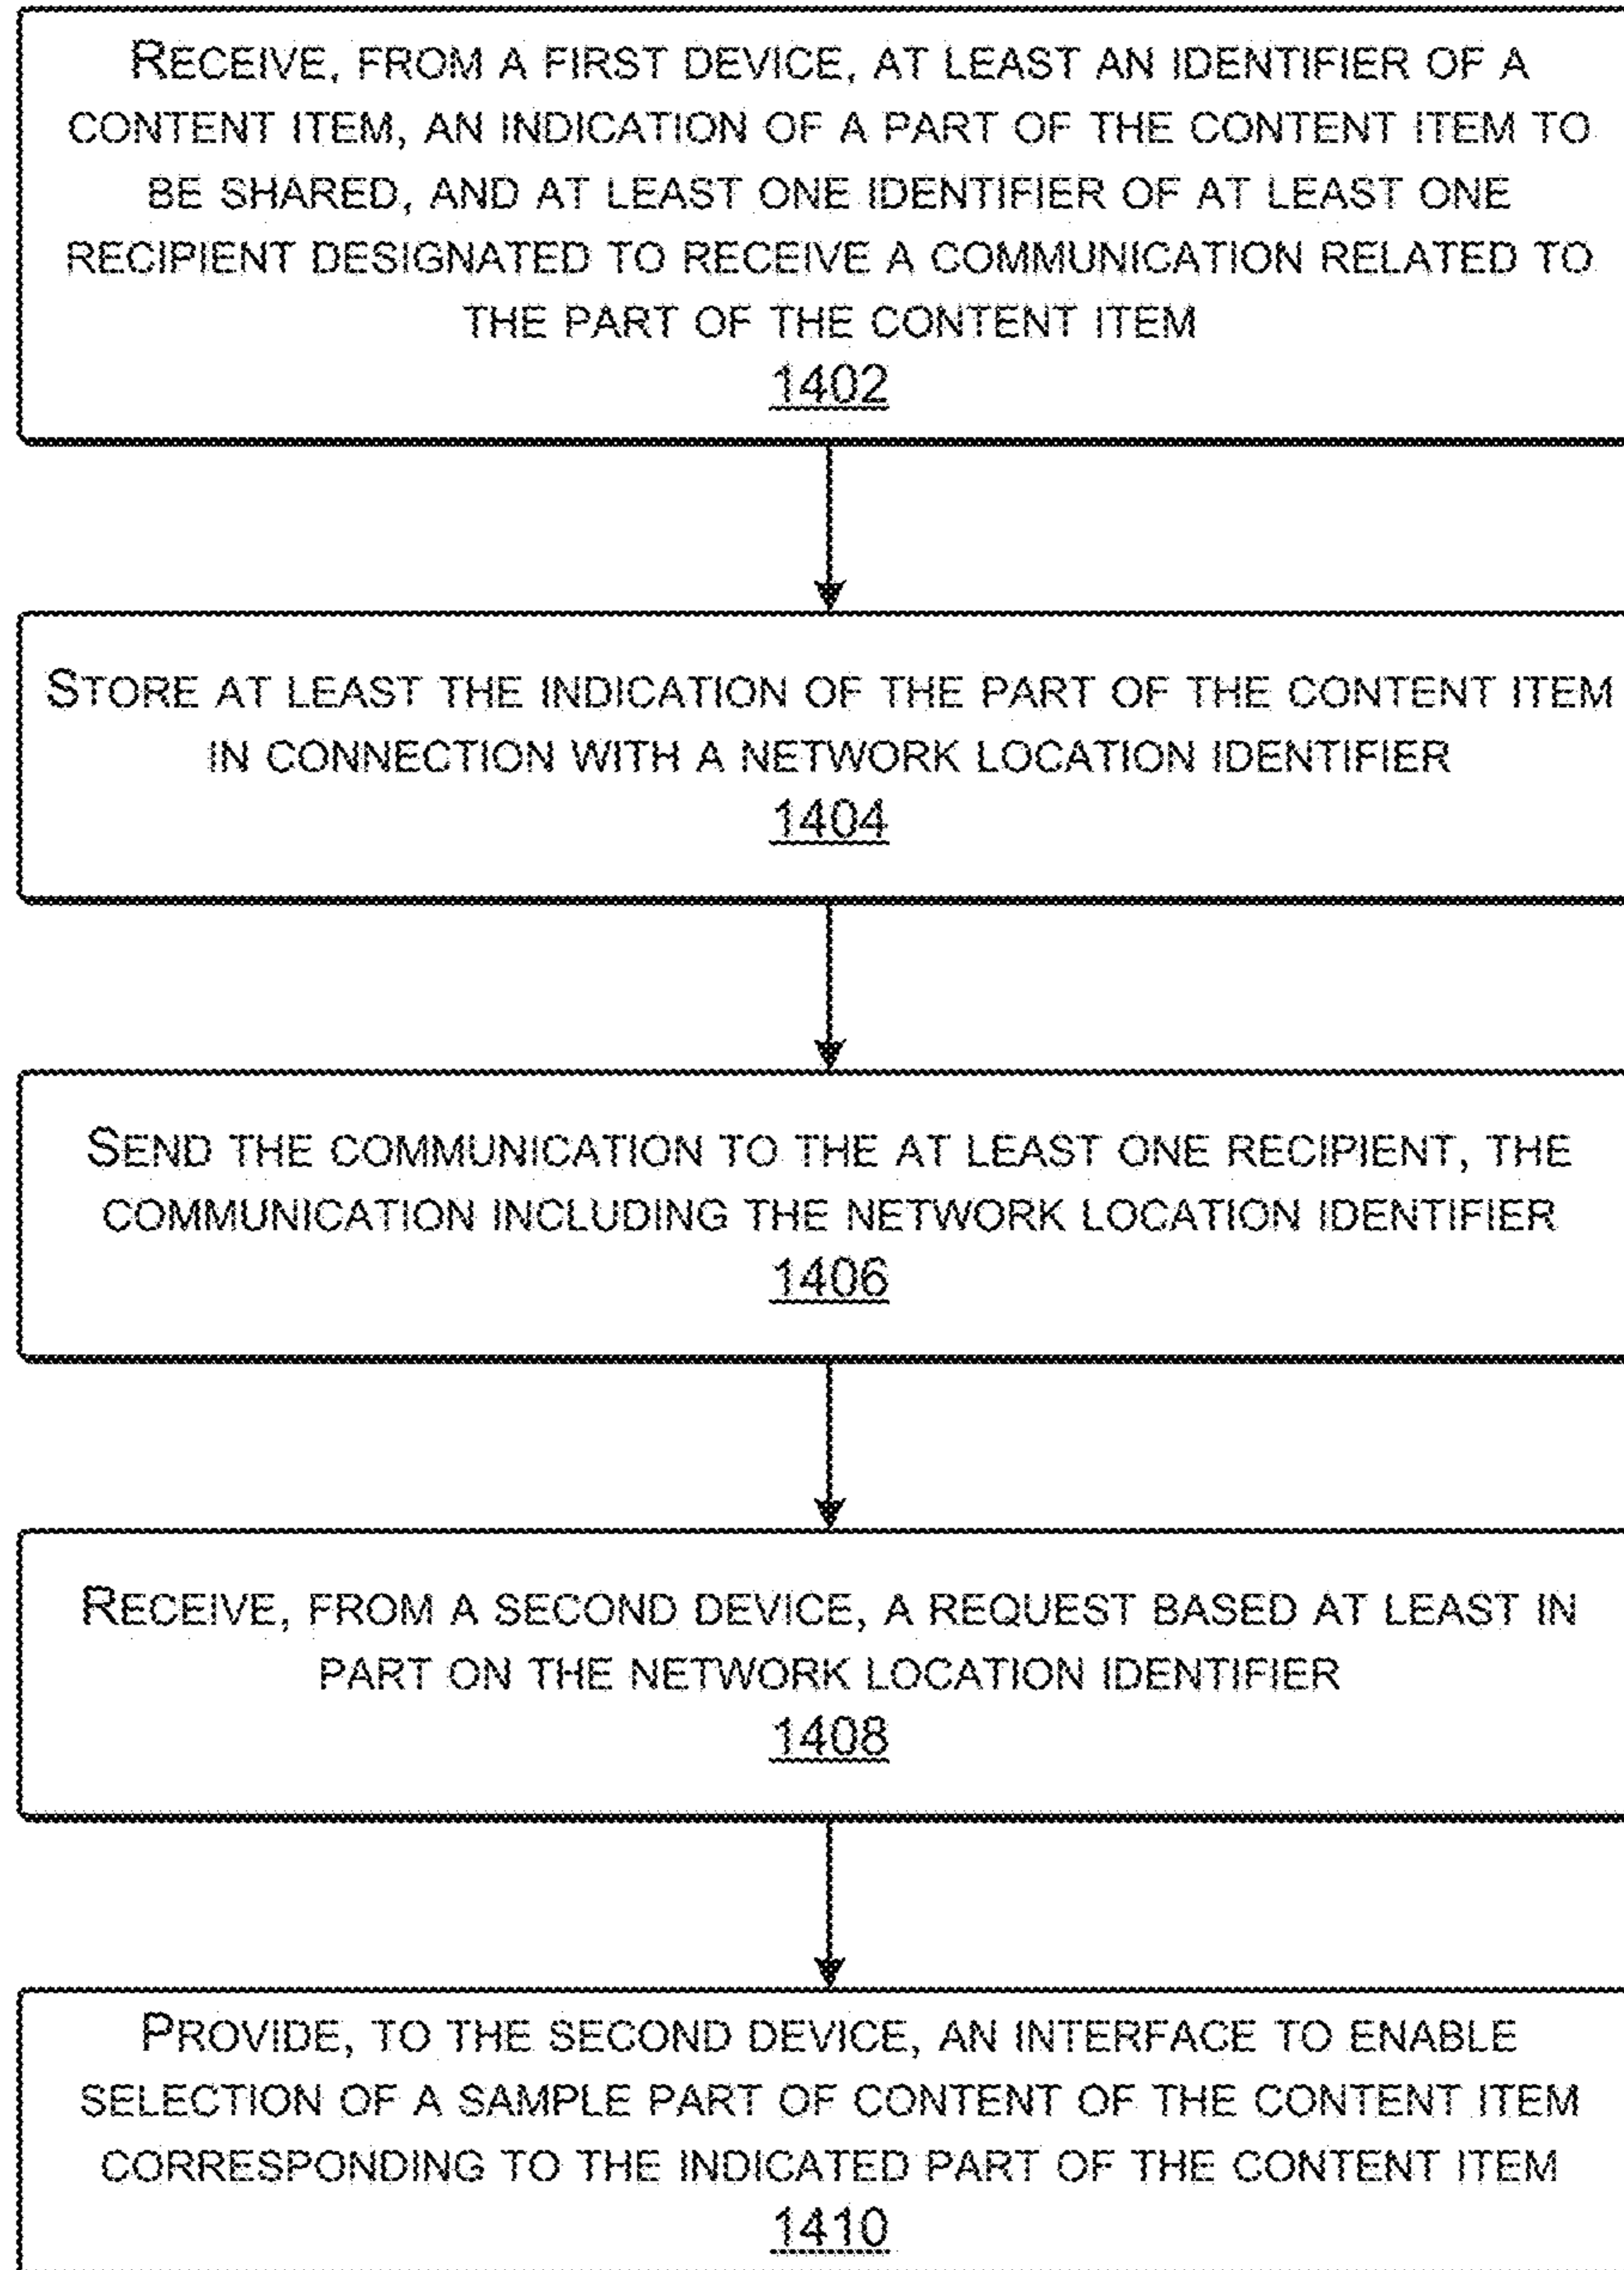 RECEIVE, FROM A FIRST DEVICE, AT LEAST AN IDENTIFIER OF A
CONTENT ITEM, AN INDICATION OF A PART OF THE CONTENT ITEM TO
BE SHARED, AND AT LEAST ONE IDENTIFIER OF AT LEAST ONE
RECIPIENT DESIGNATED TO RECEIVE A COMMUNICATION RELATED TO
THE PART OF THE CONTENT ITEM
1402
STORE AT LEAST THE INDICATION OF THE PART OF THE CONTENT ITEM
IN CONNECTION WITH A NETWORK LOCATION IDENTIFIER
1404
SEND THE COMMUNICATION TO THE AT LEAST ONE RECIPIENT, THE
COMMUNICATION INCLUDING THE NETWORK LOCATION IDENTIFIER
1406
RECEIVE, FROM A SECOND DEVICE, A REQUEST BASED AT LEAST IN
PART ON THE NETWORK LOCATION IDENTIFIER
1408
PROVIDE, TO THE SECOND DEVICE, AN INTERFACE TO ENABLE
SELECTION OF A SAMPLE PART OF CONTENT OF THE CONTENT ITEM
CORRESPONDING TO THE INDICATED PART OF THE CONTENT ITEM
1410